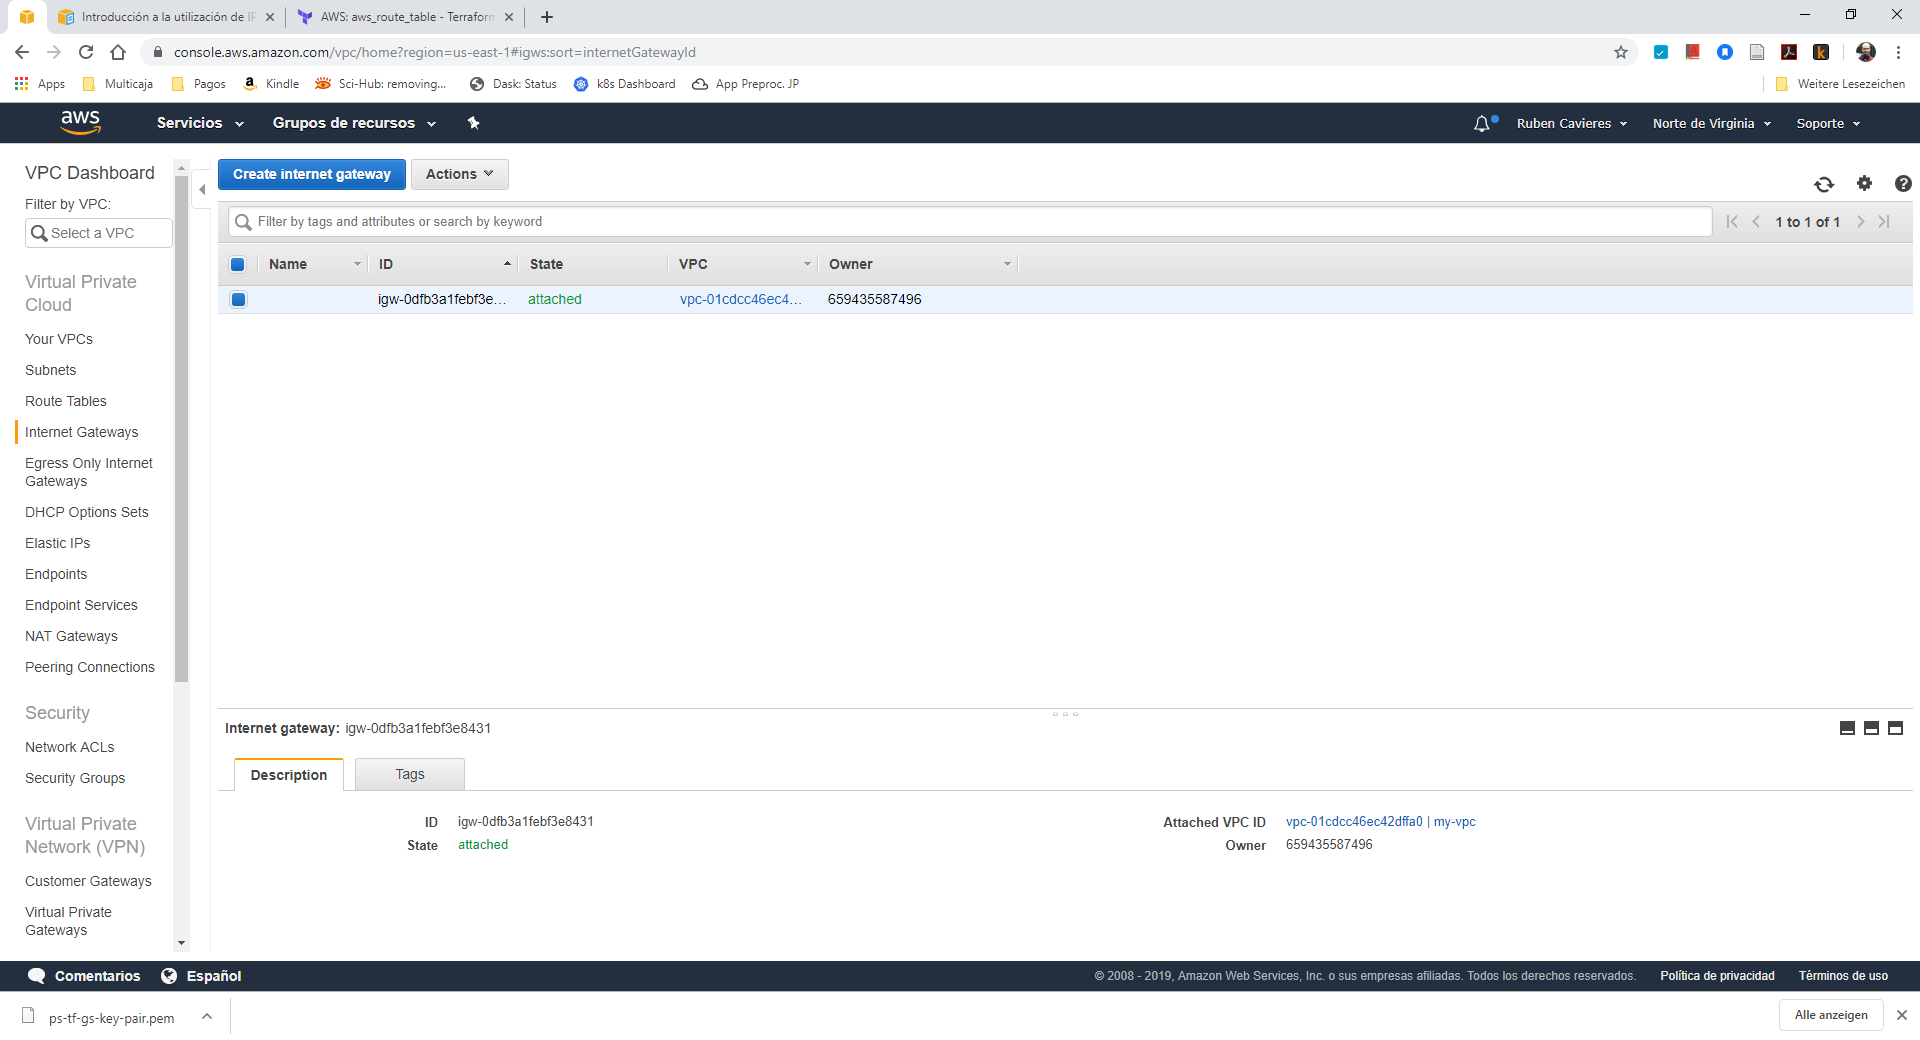 Introducción a la utilización de IP
AWS: aws_route_table - Terraform
console.aws.amazon.com/vpc/home?region=us-east-1#igws:sort=internetGatewayId
Apps
Multicaja
Pagos
Kindle
Sci-Hub: removing...
Dask: Status
k8s Dashboard
App Preproc. JP
Weitere Lesezeichen
aws
Servicios
Grupos de recursos
Ruben Cavieres
Norte de Virginia
Soporte
VPC Dashboard
Filter by VPC:
Select a VPC
Virtual Private
Cloud
Your VPCs
Subnets
Route Tables
Internet Gateways
Egress Only Internet
Gateways
DHCP Options Sets
Elastic IPs
Endpoints
Endpoint Services
NAT Gateways
Peering Connections
Security
Network ACLs
Security Groups
Virtual Private
Network (VPN)
Customer Gateways
Virtual Private
Gateways
Create internet gateway
Actions
Filter by tags and attributes or search by keyword
1 to 1 of 1
Name
ID
State
VPC
Owner
igw-0dfb3a1febf3e...
attached
vpc-01cdcc46ec4...
659435587496
Internet gateway: igw-0dfb3a1febf3e8431
Description
Tags
ID
igw-0dfb3a1febf3e8431
State
attached
Attached VPC ID
vpc-01cdcc46ec42dffa0 | my-vpc
Owner
659435587496
Comentarios
Español
© 2008 - 2019, Amazon Web Services, Inc. o sus empresas afiliadas. Todos los derechos reservados.
Política de privacidad
Términos de uso
ps-tf-gs-key-pair.pem
Alle anzeigen